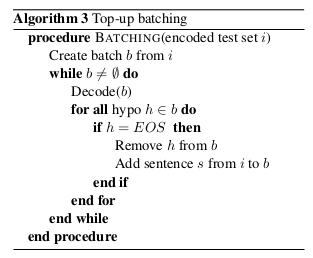 Algorithm 3 Top-up batching
procedure BATCHING(encoded test set i)
Create batch b from i
while b ≠ ∅ do
Decode(b)
for all hypo h ∈ b do
if h = EOS then
Remove h from b
Add sentence s from i to b
end if
end for
end while
end procedure